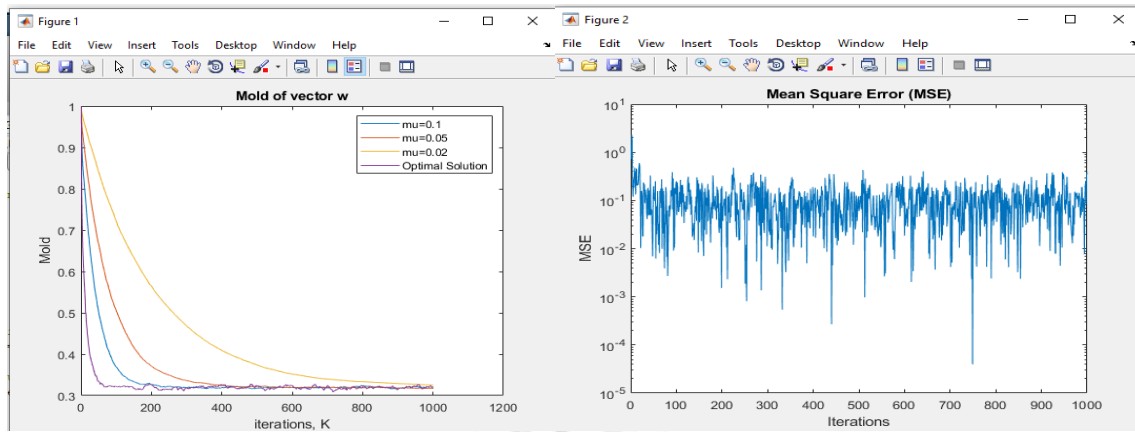 Figure 1
File Edit View Insert Tools Desktop Window Help
Mold of vector w
1
0.9
0.8
0.7
0.6
0.5
0.4
0.3
Mold
0 200 400 600 800 1000 1200
iterations, K
mu=0.1
mu=0.05
mu=0.02
Optimal Solution
Figure 2
File Edit View Insert Tools Desktop Window Help
Mean Square Error (MSE)
10^1
10^0
10^-1
10^-2
10^-3
10^-4
10^-5
MSE
0 100 200 300 400 500 600 700 800 900 1000
Iterations